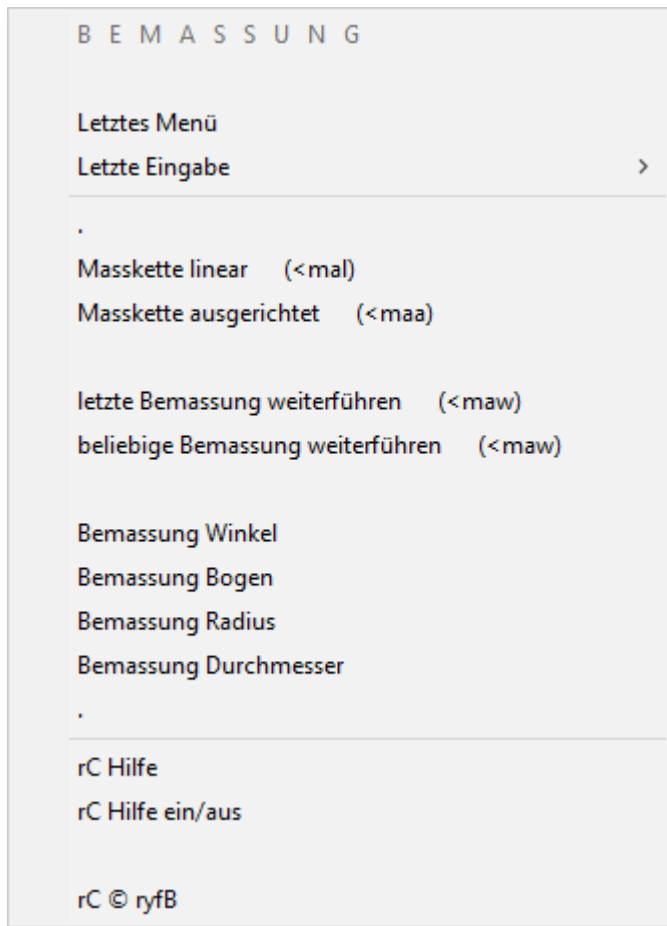 B E M A S S U N G
Letztes Menü
Letzte Eingabe >
.
Masskette linear (<mal)
Masskette ausgerichtet (<maa)
letzte Bemassung weiterführen (<maw)
beliebige Bemassung weiterführen (<maw)
Bemassung Winkel
Bemassung Bogen
Bemassung Radius
Bemassung Durchmesser
.
rC Hilfe
rC Hilfe ein/aus
rC © ryfB